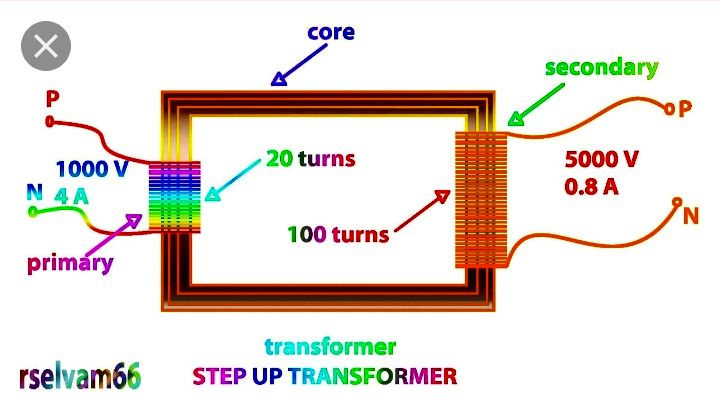 core
secondary
P
P
20 turns
1000 V
5000 V
N 4 A
0.8 A
100 turns
N
primary
transformer
rselvam66
STEP UP TRANSFORMER